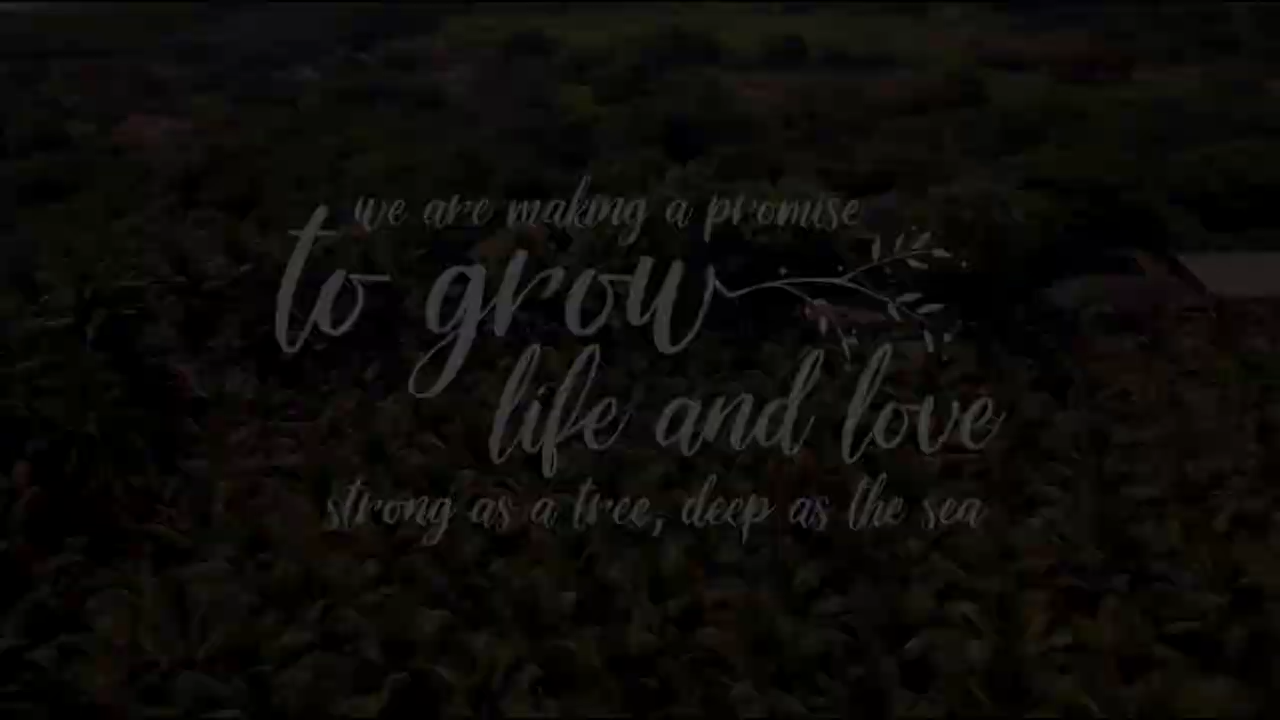 we are making a promise
to grow
life and love
strong as a tree, deep as the sea